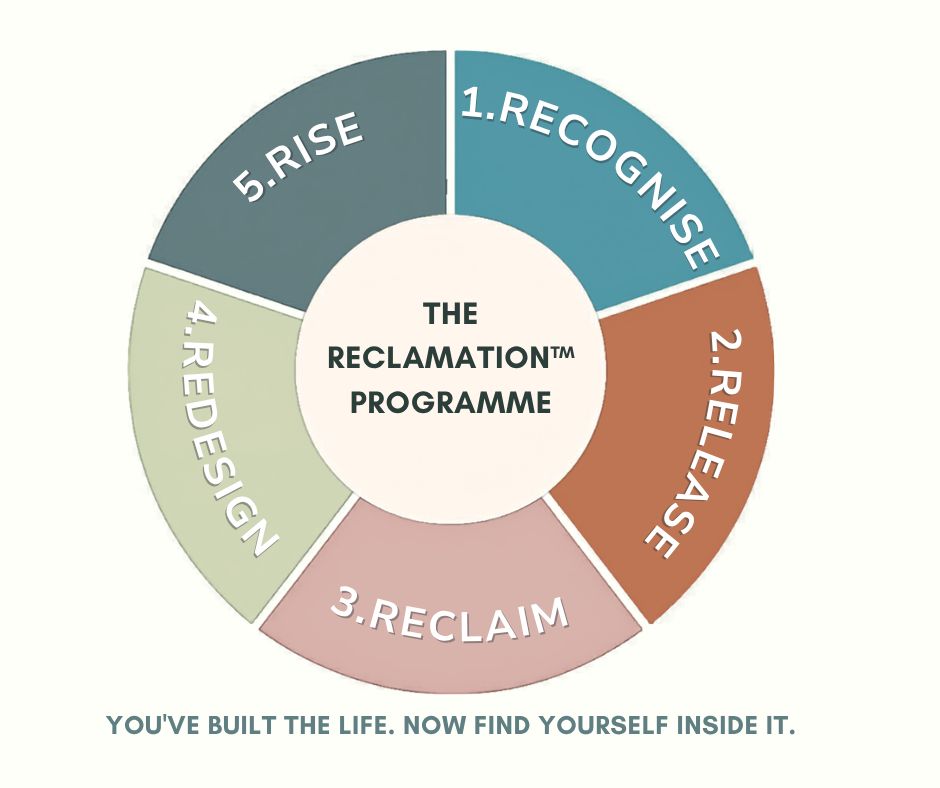 THE
RECLAMATION™
PROGRAMME
1.RECOGNISE
2.RELEASE
3.RECLAIM
4.REDESIGN
5.RISE
YOU'VE BUILT THE LIFE. NOW FIND YOURSELF INSIDE IT.